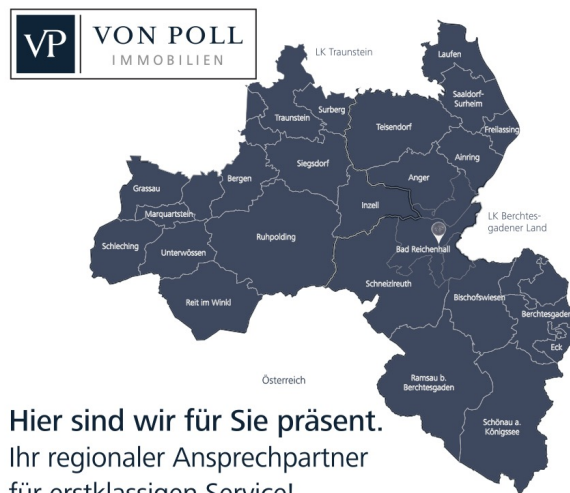 VP
VON POLL
IMMOBILIEN
LK Traunstein
Laufen
Saaldorf-
Surheim
Surberg
Traunstein
Teisendorf
Freilassing
Siegsdorf
Ainring
Anger
Bergen
Grassau
Inzell
Marquartstein
LK Berchtes-
gadener Land
Ruhpolding
Schleching
Unterwössen
Bad Reichenhall
Schneizlreuth
Bischofswiesen
Reit im Winkl
Berchtesgaden
Eck
Österreich
Ramsau b.
Berchtesgaden
Schönau a.
Königssee
Hier sind wir für Sie präsent.
Ihr regionaler Ansprechpartner
für erstklassigen Service!